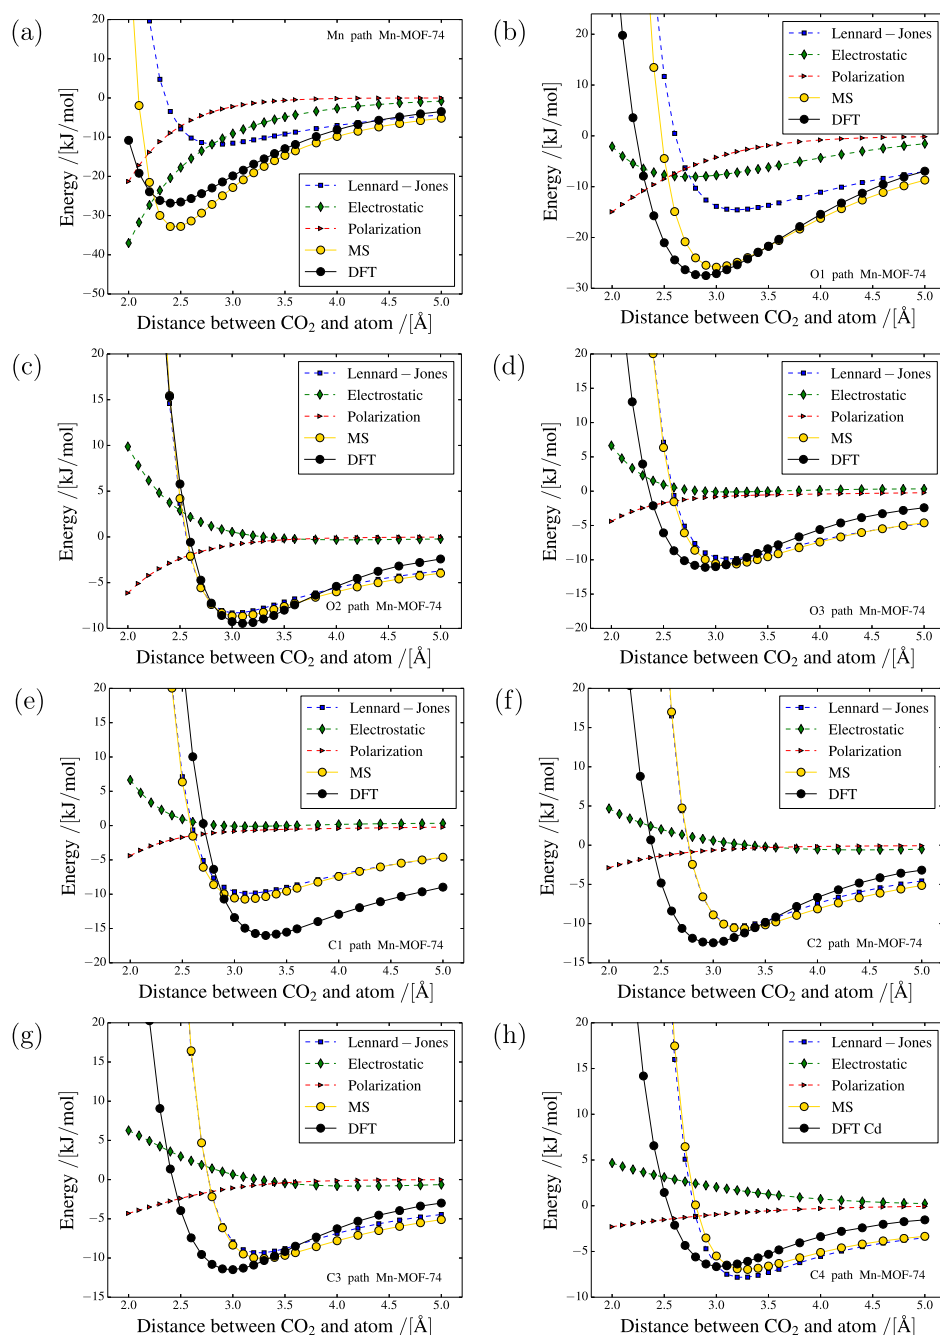 (a)
Mn path Mn-MOF-74
20
10
0
−10
−20
−30
−40
−50
Energy /[kJ/mol]
Lennard − Jones
Electrostatic
Polarization
MS
DFT
2.0 2.5 3.0 3.5 4.0 4.5 5.0
Distance between CO₂ and atom /[Å]
(b)
20
10
0
−10
−20
−30
Energy /[kJ/mol]
Lennard − Jones
Electrostatic
Polarization
MS
DFT
O1 path Mn-MOF-74
2.0 2.5 3.0 3.5 4.0 4.5 5.0
Distance between CO₂ and atom /[Å]
(c)
20
15
10
5
0
−5
−10
Energy /[kJ/mol]
Lennard − Jones
Electrostatic
Polarization
MS
DFT
O2 path Mn-MOF-74
2.0 2.5 3.0 3.5 4.0 4.5 5.0
Distance between CO₂ and atom /[Å]
(d)
20
15
10
5
0
−5
−10
−15
−20
Energy /[kJ/mol]
Lennard − Jones
Electrostatic
Polarization
MS
DFT
O3 path Mn-MOF-74
2.0 2.5 3.0 3.5 4.0 4.5 5.0
Distance between CO₂ and atom /[Å]
(e)
20
15
10
5
0
−5
−10
−15
−20
Energy /[kJ/mol]
Lennard − Jones
Electrostatic
Polarization
MS
DFT
C1 path Mn-MOF-74
2.0 2.5 3.0 3.5 4.0 4.5 5.0
Distance between CO₂ and atom /[Å]
(f)
20
15
10
5
0
−5
−10
−15
Energy /[kJ/mol]
Lennard − Jones
Electrostatic
Polarization
MS
DFT
C2 path Mn-MOF-74
2.0 2.5 3.0 3.5 4.0 4.5 5.0
Distance between CO₂ and atom /[Å]
(g)
20
15
10
5
0
−5
−10
−15
Energy /[kJ/mol]
Lennard − Jones
Electrostatic
Polarization
MS
DFT
C3 path Mn-MOF-74
2.0 2.5 3.0 3.5 4.0 4.5 5.0
Distance between CO₂ and atom /[Å]
(h)
20
15
10
5
0
−5
−10
Energy /[kJ/mol]
Lennard − Jones
Electrostatic
Polarization
MS
DFT Cd
C4 path Mn-MOF-74
2.0 2.5 3.0 3.5 4.0 4.5 5.0
Distance between CO₂ and atom /[Å]